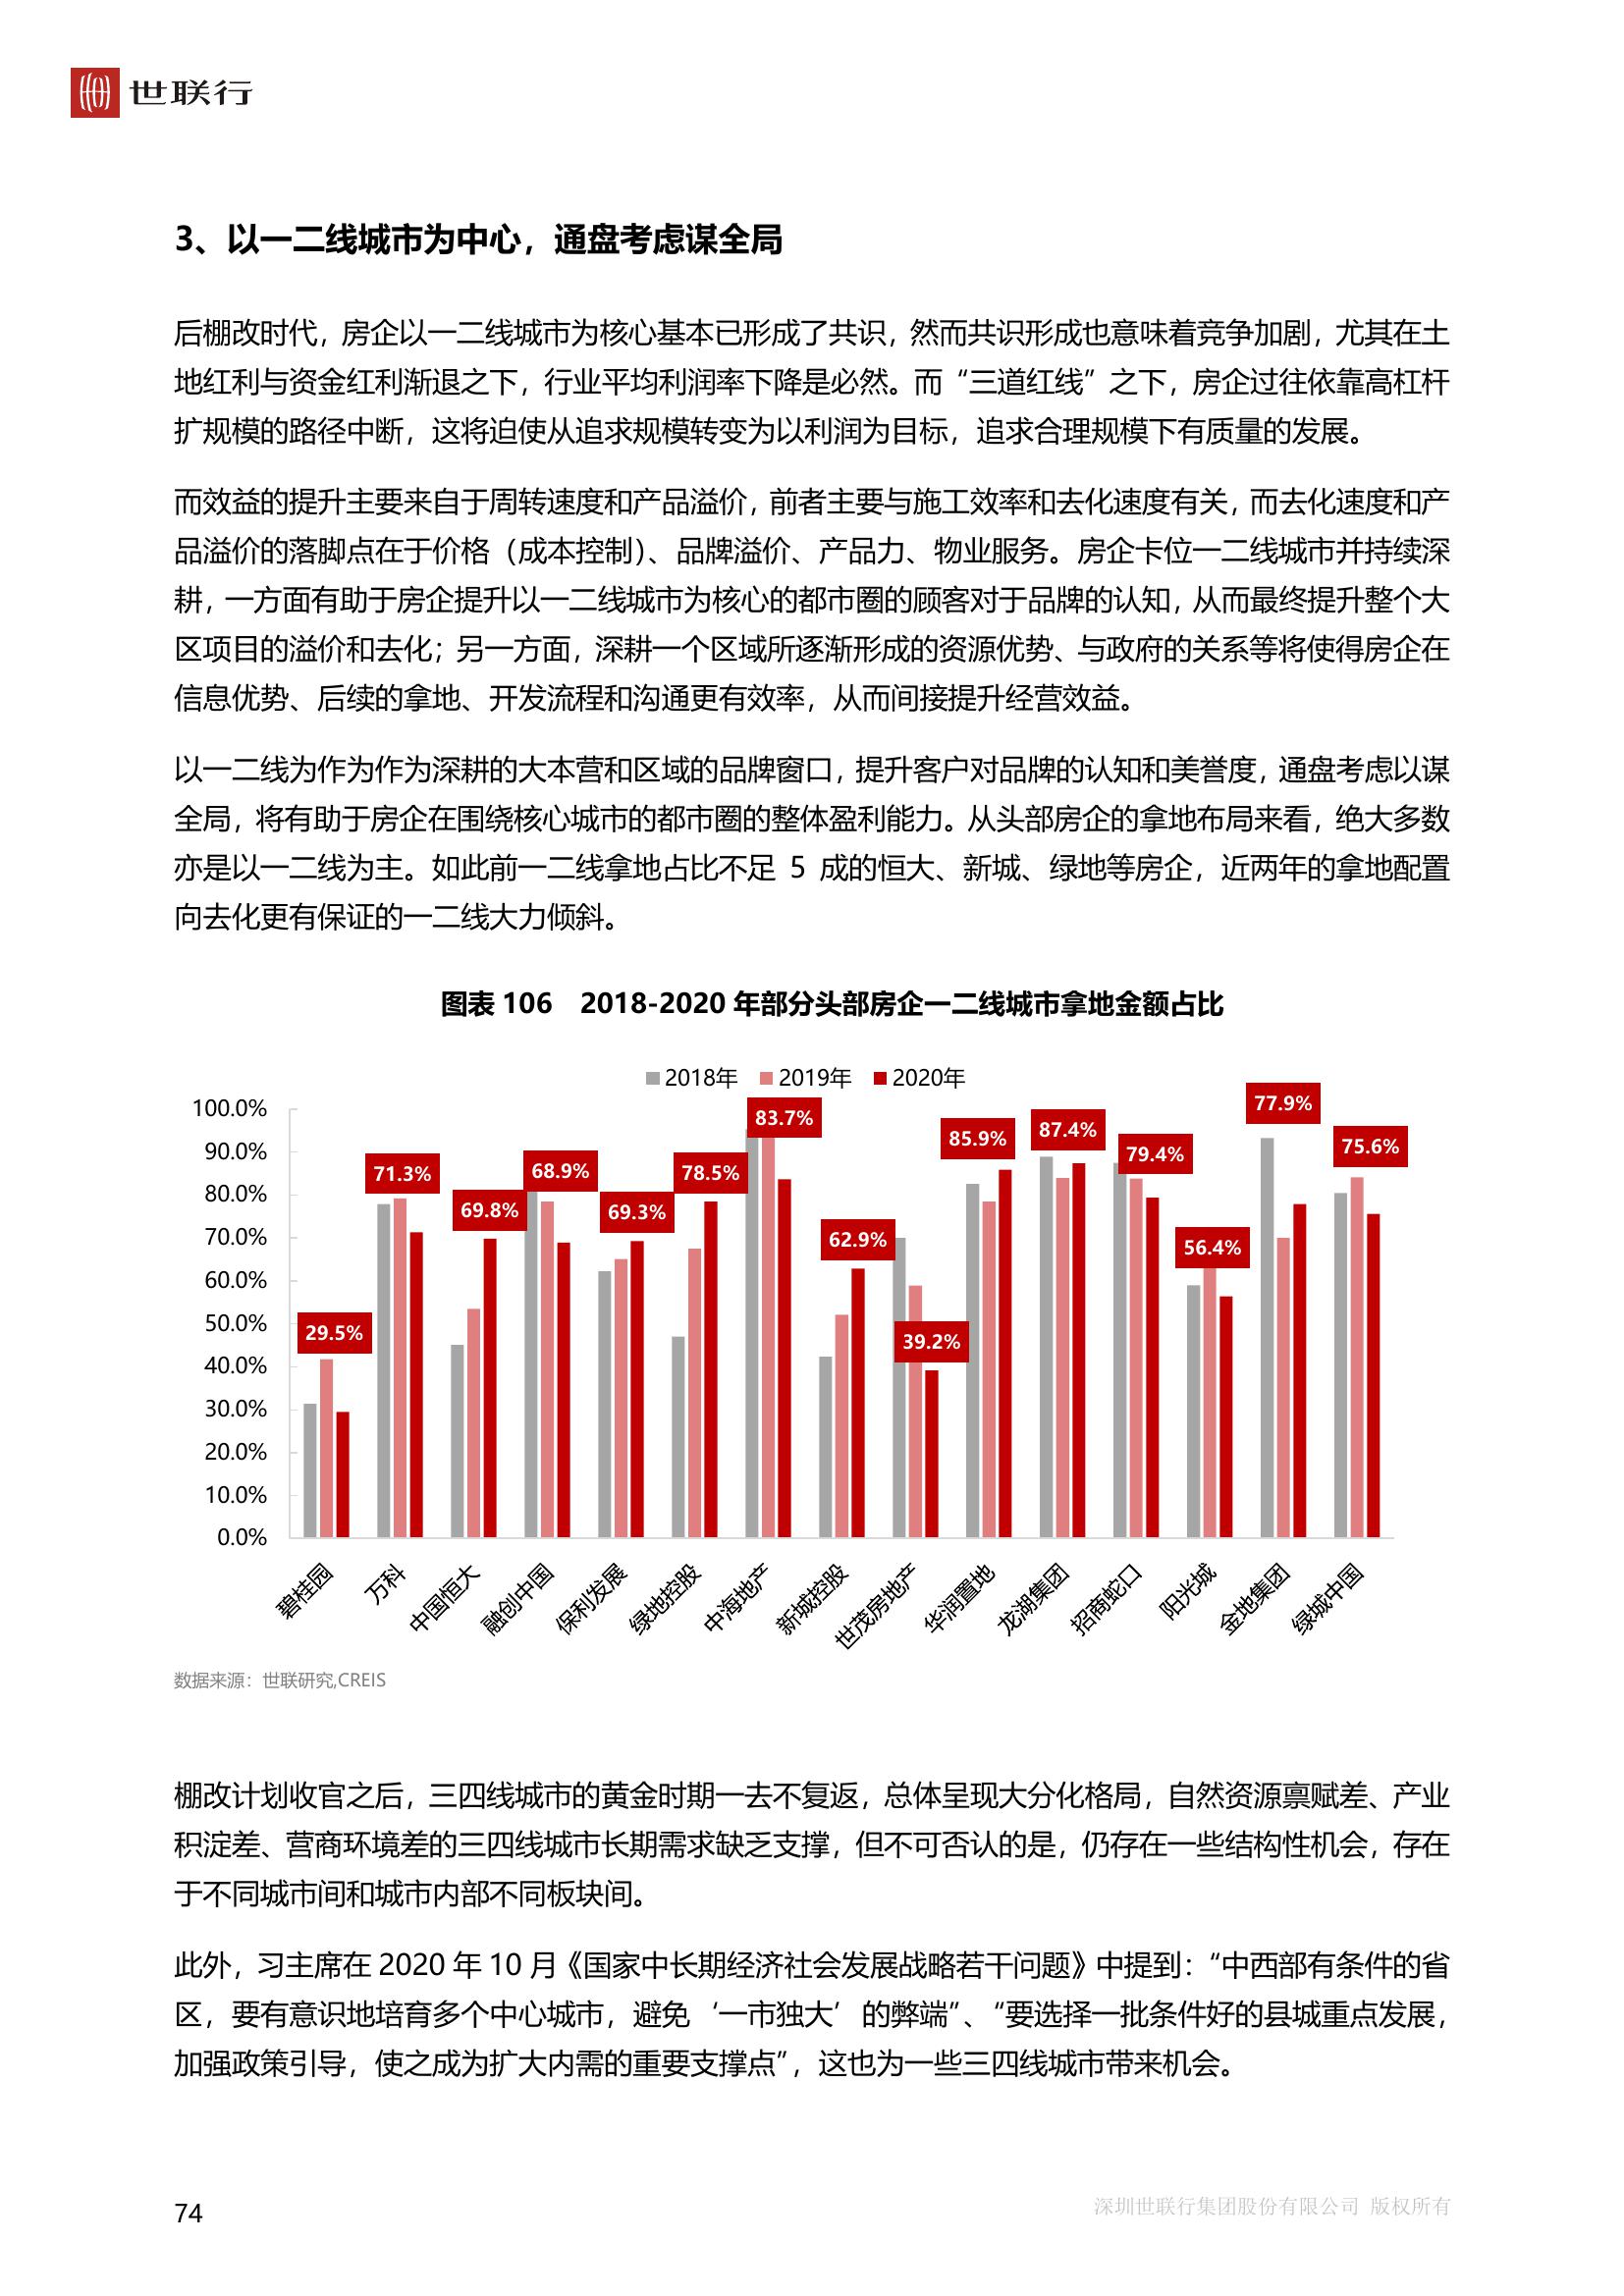 世联行
3、以一二线城市为中心，通盘考虑谋全局
后棚改时代，房企以一二线城市为核心基本已形成了共识，然而共识形成也意味着竞争加剧，尤其在土
地红利与资金红利渐退之下，行业平均利润率下降是必然。而“三道红线”之下，房企过往依靠高杠杆
扩规模的路径中断，这将迫使从追求规模转变为以利润为目标，追求合理规模下有质量的发展。
而效益的提升主要来自于周转速度和产品溢价，前者主要与施工效率和去化速度有关，而去化速度和产
品溢价的落脚点在于价格（成本控制）、品牌溢价、产品力、物业服务。房企卡位一二线城市并持续深
耕，一方面有助于房企提升以一二线城市为核心的都市圈的顾客对于品牌的认知，从而最终提升整个大
区项目的溢价和去化；另一方面，深耕一个区域所逐渐形成的资源优势、与政府的关系等将使得房企在
信息优势、后续的拿地、开发流程和沟通更有效率，从而间接提升经营效益。
以一二线为作为作为深耕的大本营和区域的品牌窗口，提升客户对品牌的认知和美誉度，通盘考虑以谋
全局，将有助于房企在围绕核心城市的都市圈的整体盈利能力。从头部房企的拿地布局来看，绝大多数
亦是以一二线为主。如此前一二线拿地占比不足 5 成的恒大、新城、绿地等房企，近两年的拿地配置
向去化更有保证的一二线大力倾斜。
图表 106　2018-2020 年部分头部房企一二线城市拿地金额占比
2018年 2019年 2020年
100.0%
90.0%
80.0%
70.0%
60.0%
50.0%
40.0%
30.0%
20.0%
10.0%
0.0%
29.5%
71.3%
69.8%
68.9%
69.3%
78.5%
83.7%
62.9%
39.2%
85.9%
87.4%
79.4%
56.4%
77.9%
75.6%
碧桂园
万科
中国恒大
融创中国
保利发展
绿地控股
中海地产
新城控股
世茂房地产
华润置地
龙湖集团
招商蛇口
阳光城
金地集团
绿城中国
数据来源：世联研究,CREIS
棚改计划收官之后，三四线城市的黄金时期一去不复返，总体呈现大分化格局，自然资源禀赋差、产业
积淀差、营商环境差的三四线城市长期需求缺乏支撑，但不可否认的是，仍存在一些结构性机会，存在
于不同城市间和城市内部不同板块间。
此外，习主席在 2020 年 10 月《国家中长期经济社会发展战略若干问题》中提到：“中西部有条件的省
区，要有意识地培育多个中心城市，避免‘一市独大’的弊端”、“要选择一批条件好的县城重点发展，
加强政策引导，使之成为扩大内需的重要支撑点”，这也为一些三四线城市带来机会。
74
深圳世联行集团股份有限公司 版权所有